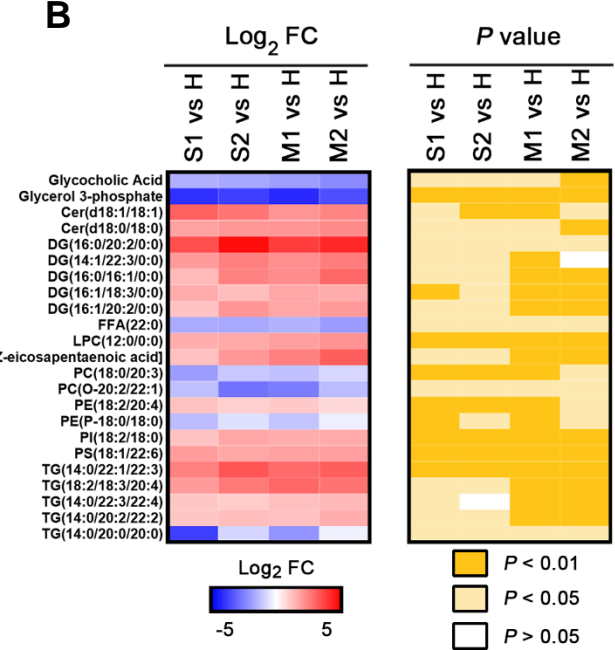 B
Log2 FC
P value
S1 vs H
S2 vs H
M1 vs H
M2 vs H
S1 vs H
S2 vs H
M1 vs H
M2 vs H
Glycocholic Acid
Glycerol 3-phosphate
Cer(d18:1/18:1)
Cer(d18:0/18:0)
DG(16:0/20:2/0:0)
DG(14:1/22:3/0:0)
DG(16:0/16:1/0:0)
DG(16:1/18:3/0:0)
DG(16:1/20:2/0:0)
FFA(22:0)
LPC(12:0/0:0)
Z-eicosapentaenoic acid]
PC(18:0/20:3)
PC(O-20:2/22:1)
PE(18:2/20:4)
PE(P-18:0/18:0)
PI(18:2/18:0)
PS(18:1/22:6)
TG(14:0/22:1/22:3)
TG(18:2/18:3/20:4)
TG(14:0/22:3/22:4)
TG(14:0/20:2/22:2)
TG(14:0/20:0/20:0)
Log2 FC
-5
5
P < 0.01
P < 0.05
P > 0.05